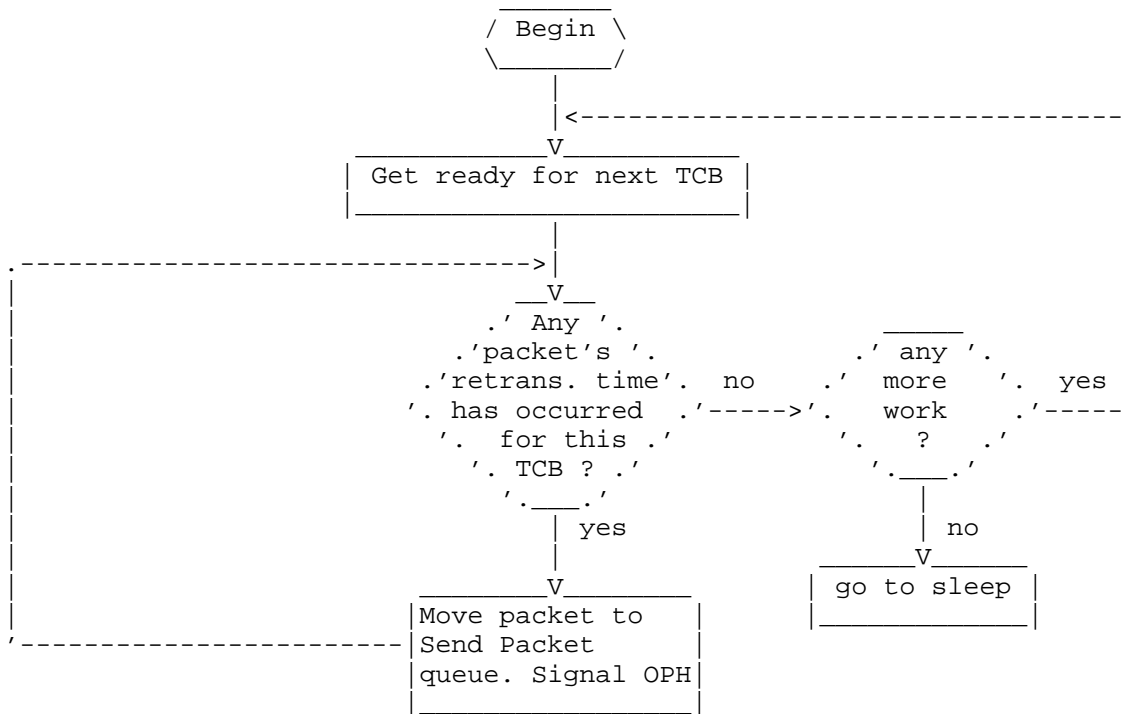 Begin
Get ready for next TCB
Any
packet's
retrans. time
has occurred
for this
TCB ?
no
any
more
work
?
yes
yes
no
go to sleep
Move packet to
Send Packet
queue. Signal OPH